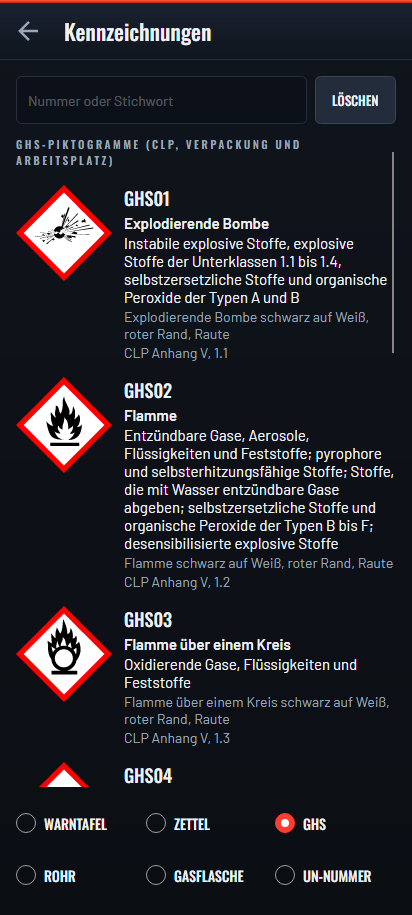 Kennzeichnungen
Nummer oder Stichwort
LÖSCHEN
GHS-PIKTOGRAMME (CLP, VERPACKUNG UND
ARBEITSPLATZ)
GHS01
Explodierende Bombe
Instabile explosive Stoffe, explosive
Stoffe der Unterklassen 1.1 bis 1.4,
selbstzersetzliche Stoffe und organische
Peroxide der Typen A und B
Explodierende Bombe schwarz auf Weiß,
roter Rand, Raute
CLP Anhang V, 1.1
GHS02
Flamme
Entzündbare Gase, Aerosole,
Flüssigkeiten und Feststoffe; pyrophore
und selbsterhitzungsfähige Stoffe; Stoffe,
die mit Wasser entzündbare Gase
abgeben; selbstzersetzliche Stoffe und
organische Peroxide der Typen B bis F;
desensibilisierte explosive Stoffe
Flamme schwarz auf Weiß, roter Rand, Raute
CLP Anhang V, 1.2
GHS03
Flamme über einem Kreis
Oxidierende Gase, Flüssigkeiten und
Feststoffe
Flamme über einem Kreis schwarz auf Weiß,
roter Rand, Raute
CLP Anhang V, 1.3
GHS04
WARNTAFEL
ZETTEL
GHS
ROHR
GASFLASCHE
UN-NUMMER